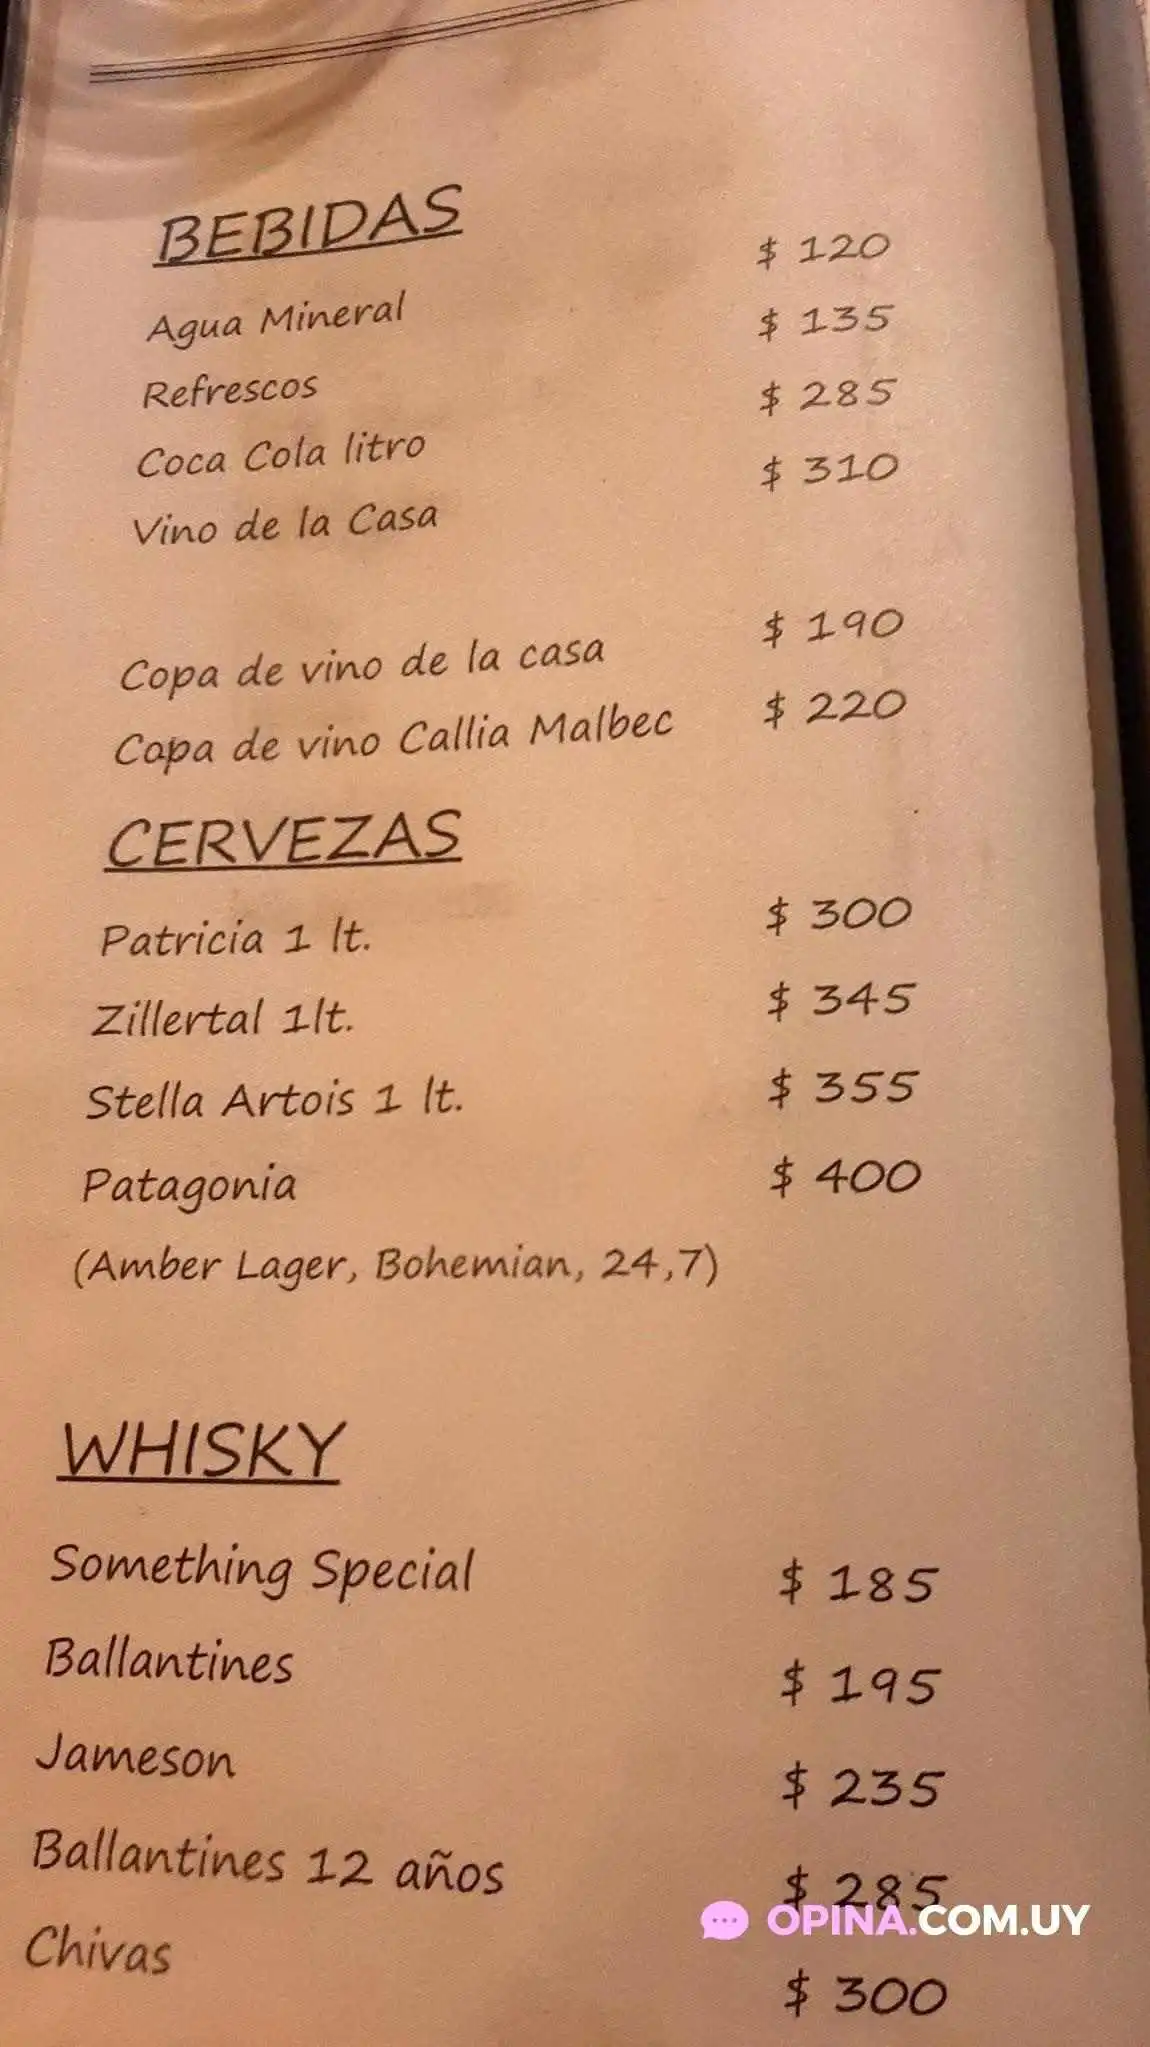 BEBIDAS
Agua Mineral $ 120
Refrescos $ 135
Coca Cola litro $ 285
Vino de la Casa $ 310
Copa de vino de la casa $ 190
Copa de vino Callia Malbec $ 220
CERVEZAS
Patricia 1 lt. $ 300
Zillertal 1lt. $ 345
Stella Artois 1 lt. $ 355
Patagonia $ 400
(Amber Lager, Bohemian, 24,7)
WHISKY
Something Special $ 185
Ballantines $ 195
Jameson $ 235
Ballantines 12 años $ 285
Chivas $ 300
OPINA.COM.UY